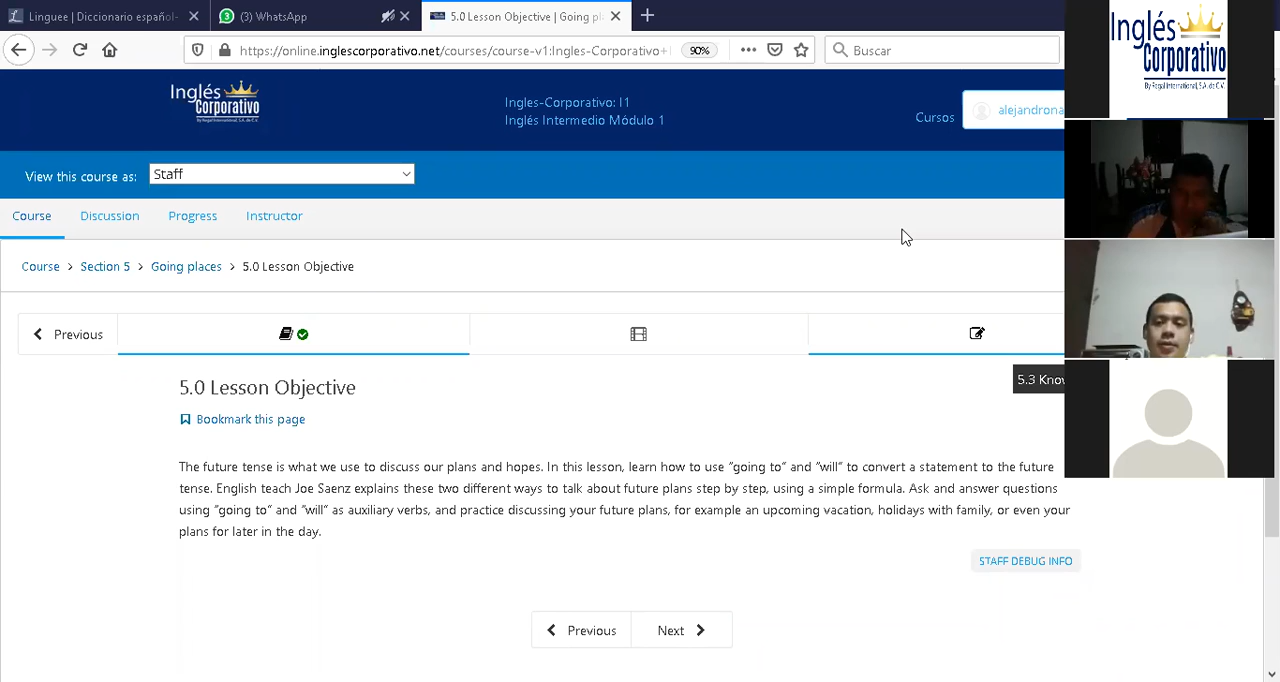 Linguee | Diccionario español-
(3) WhatsApp
5.0 Lesson Objective | Going pl
https://online.inglescorporativo.net/courses/course-v1:Ingles-Corporativo+
90%
Buscar
Inglés
Corporativo
By Regal International, S.A. de C.V.
Ingles-Corporativo: I1
Inglés Intermedio Módulo 1
Cursos
alejandrona
Inglés
Corporativo
By Regal International, S.A. de C.V.
View this course as:
Staff
Course
Discussion
Progress
Instructor
Course > Section 5 > Going places > 5.0 Lesson Objective
Previous
5.3 Know
5.0 Lesson Objective
Bookmark this page
The future tense is what we use to discuss our plans and hopes. In this lesson, learn how to use "going to" and "will" to convert a statement to the future
tense. English teach Joe Saenz explains these two different ways to talk about future plans step by step, using a simple formula. Ask and answer questions
using "going to" and "will" as auxiliary verbs, and practice discussing your future plans, for example an upcoming vacation, holidays with family, or even your
plans for later in the day.
STAFF DEBUG INFO
Previous
Next